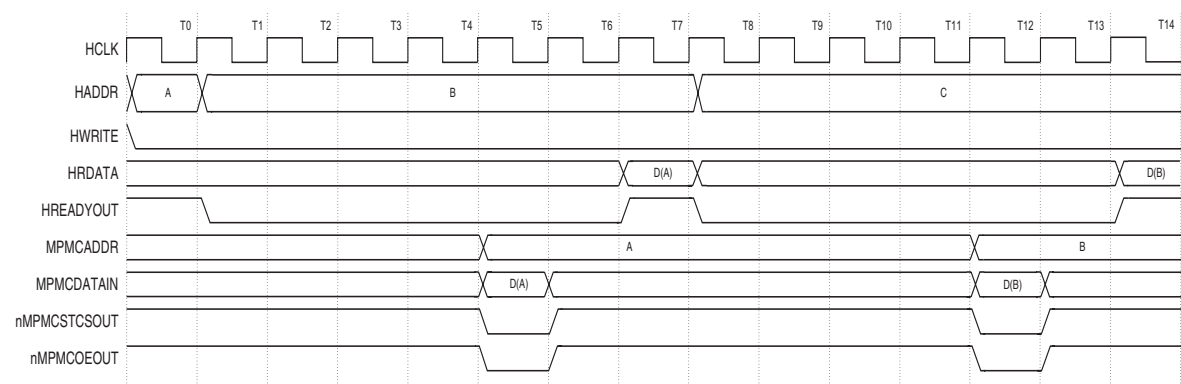 T0 T1 T2 T3 T4 T5 T6 T7 T8 T9 T10 T11 T12 T13 T14
HCLK
HADDR A B C
HWRITE
HRDATA D(A) D(B)
HREADYOUT
MPMCADDR A B
MPMCDATAIN D(A) D(B)
nMPMCSTCSOUT
nMPMCOEOUT